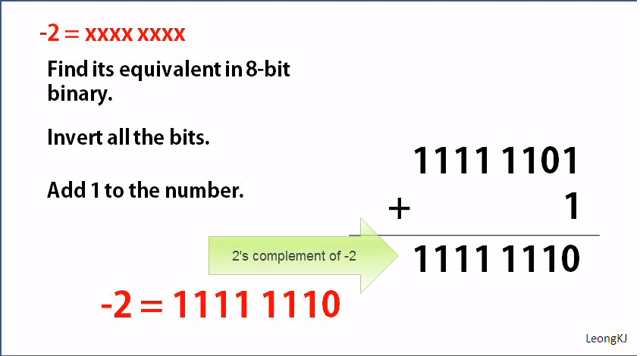 -2 = xxxx xxxx
Find its equivalent in 8-bit
binary.
Invert all the bits.
Add 1 to the number.
1111 1101
+ 1
2's complement of -2
1111 1110
-2 = 1111 1110
LeongKJ